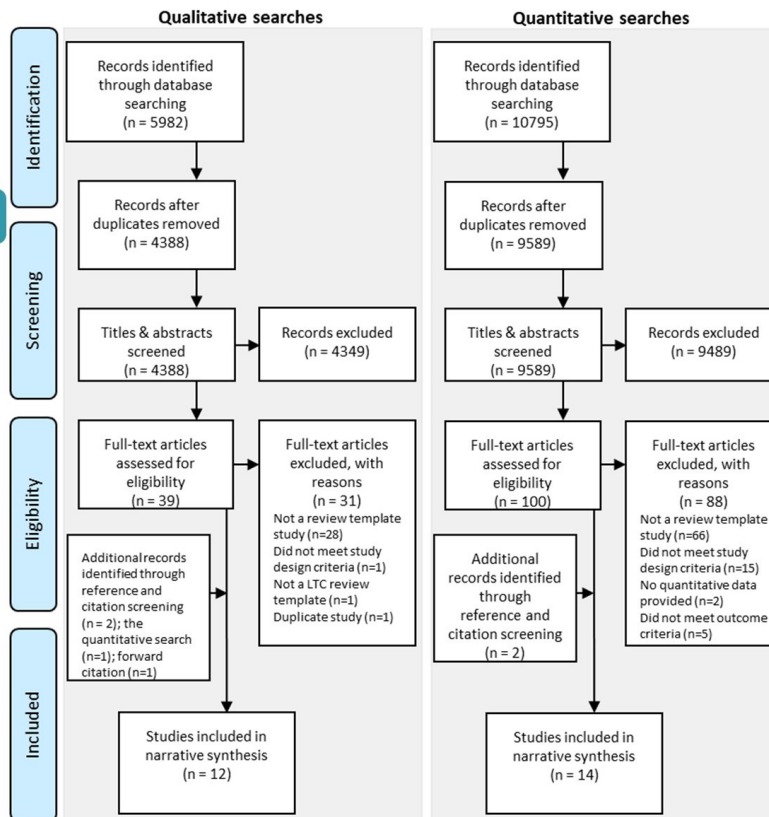 Qualitative searches
Quantitative searches
Identification
Records identified
through database
searching
(n = 5982)
Records identified
through database
searching
(n = 10795)
Records after
duplicates removed
(n = 4388)
Records after
duplicates removed
(n = 9589)
Screening
Titles & abstracts
screened
(n = 4388)
Records excluded
(n = 4349)
Titles & abstracts
screened
(n = 9589)
Records excluded
(n = 9489)
Eligibility
Full-text articles
assessed for
eligibility
(n = 39)
Full-text articles
excluded, with
reasons
(n = 31)
Not a review template
study (n=28)
Did not meet study
design criteria (n=1)
Not a LTC review
template (n=1)
Duplicate study (n=1)
Additional records
identified through
reference and
citation screening
(n = 2); the
quantitative search
(n=1); forward
citation (n=1)
Full-text articles
assessed for
eligibility
(n = 100)
Full-text articles
excluded, with
reasons
(n = 88)
Not a review template
study (n=66)
Did not meet study
design criteria (n=15)
No quantitative data
provided (n=2)
Did not meet outcome
criteria (n=5)
Additional
records identified
through
reference and
citation screening
(n = 2)
Included
Studies included in
narrative synthesis
(n = 12)
Studies included in
narrative synthesis
(n = 14)